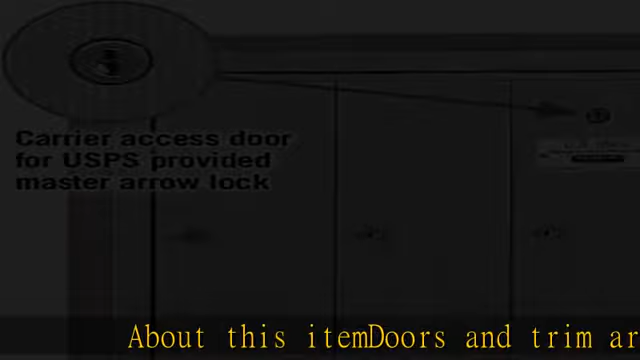 Carrier access door
for USPS provided
master arrow lock
About this itemDoors and trim ar